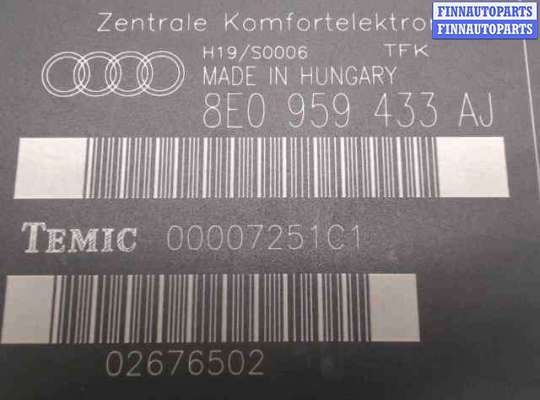 Zentrale Komfortelektron
FINNAUTOPARTS
FINNAUTOPARTS
H19/S0006 TFK
MADE IN HUNGARY
8E0 959 433 AJ
TEMIC 00007251C1
02676502